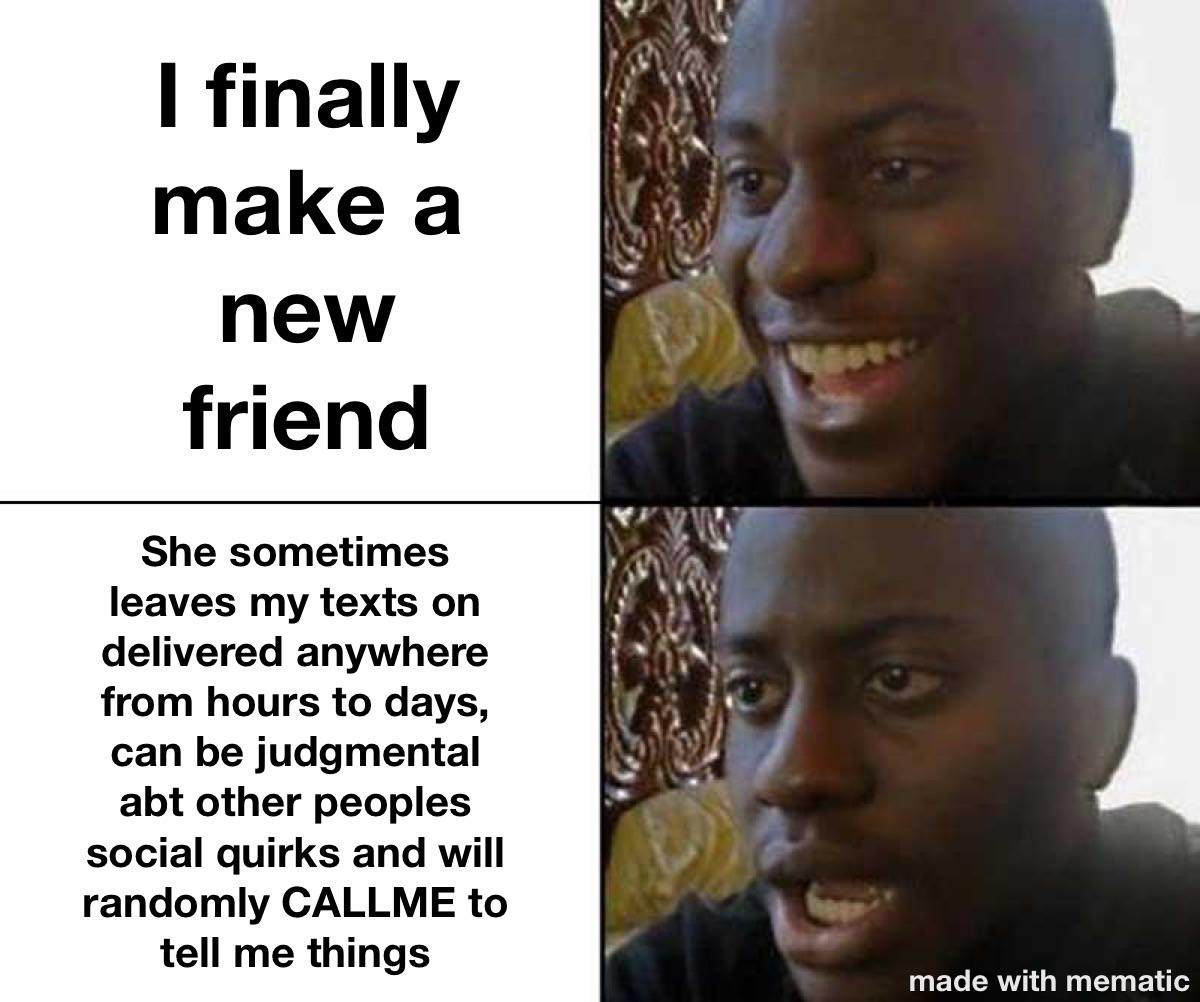 I finally
make a
new
friend
She sometimes
leaves my texts on
delivered anywhere
from hours to days,
can be judgmental
abt other peoples
social quirks and will
randomly CALLME to
tell me things
made with mematic